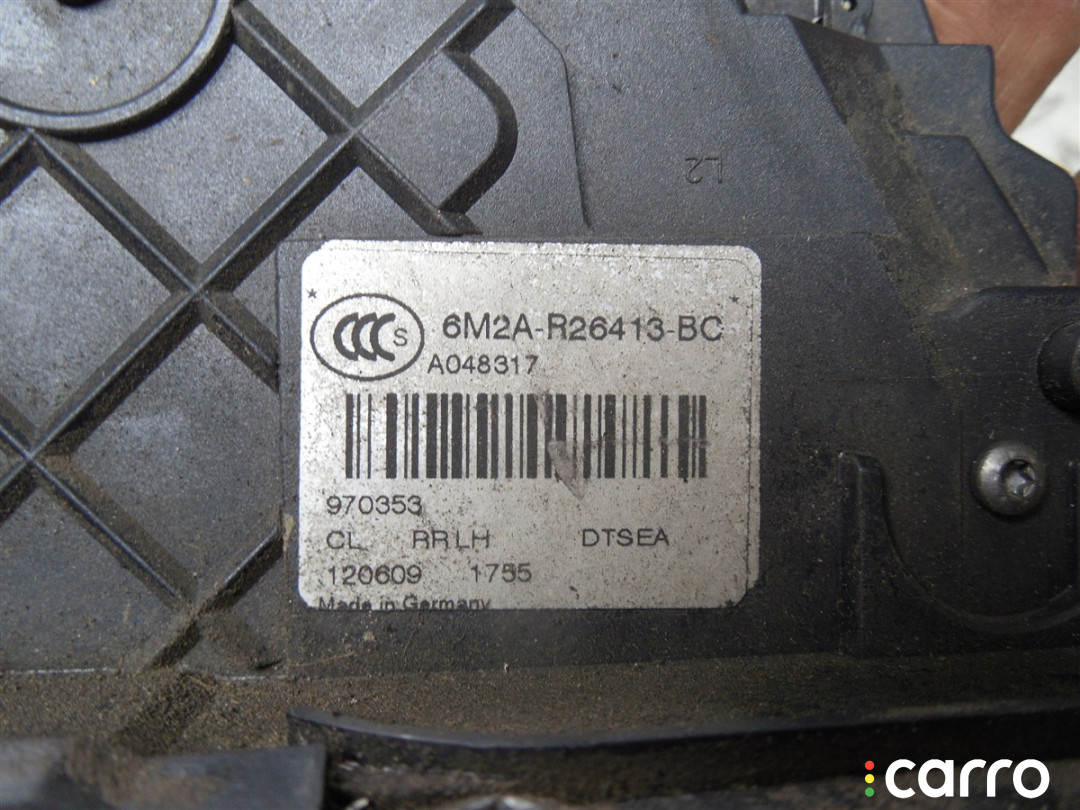 L2
CCC S
6M2A-R26413-BC
A048317
970353
CL RR LH DTSEA
120609 1755
Made in Germany
carro